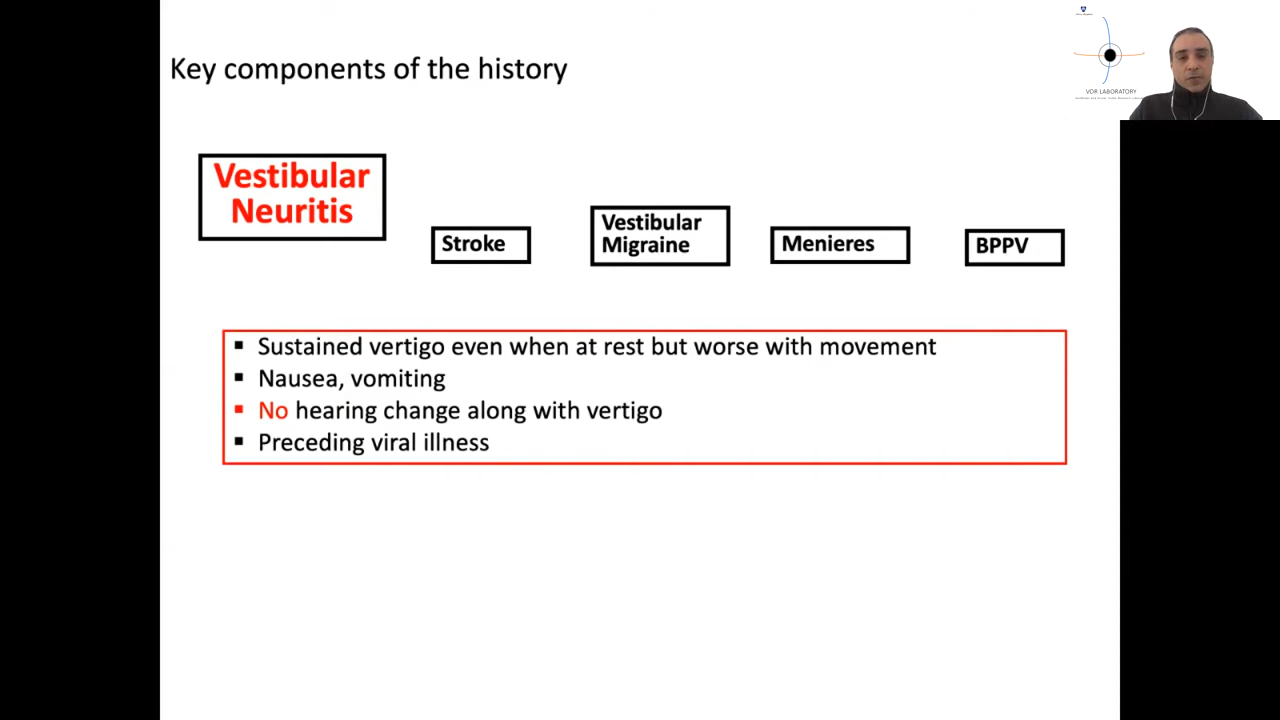 Key components of the history
VOR LABORATORY
Vestibular
Neuritis
Stroke
Vestibular
Migraine
Menieres
BPPV
▪ Sustained vertigo even when at rest but worse with movement
▪ Nausea, vomiting
▪ No hearing change along with vertigo
▪ Preceding viral illness